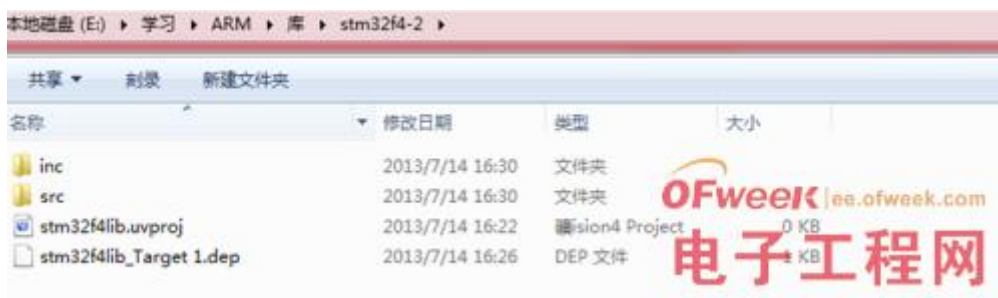 本地磁盘 (E:) ▸ 学习 ▸ ARM ▸ 库 ▸ stm32f4-2 ▸
共享 ▼ 刻录 新建文件夹
名称 修改日期 类型 大小
inc 2013/7/14 16:30 文件夹
src 2013/7/14 16:30 文件夹
stm32f4lib.uvproj 2013/7/14 16:22 ision4 Project 0 KB
stm32f4lib_Target 1.dep 2013/7/14 16:26 DEP 文件 KB
OFweek ee.ofweek.com
电子工程网